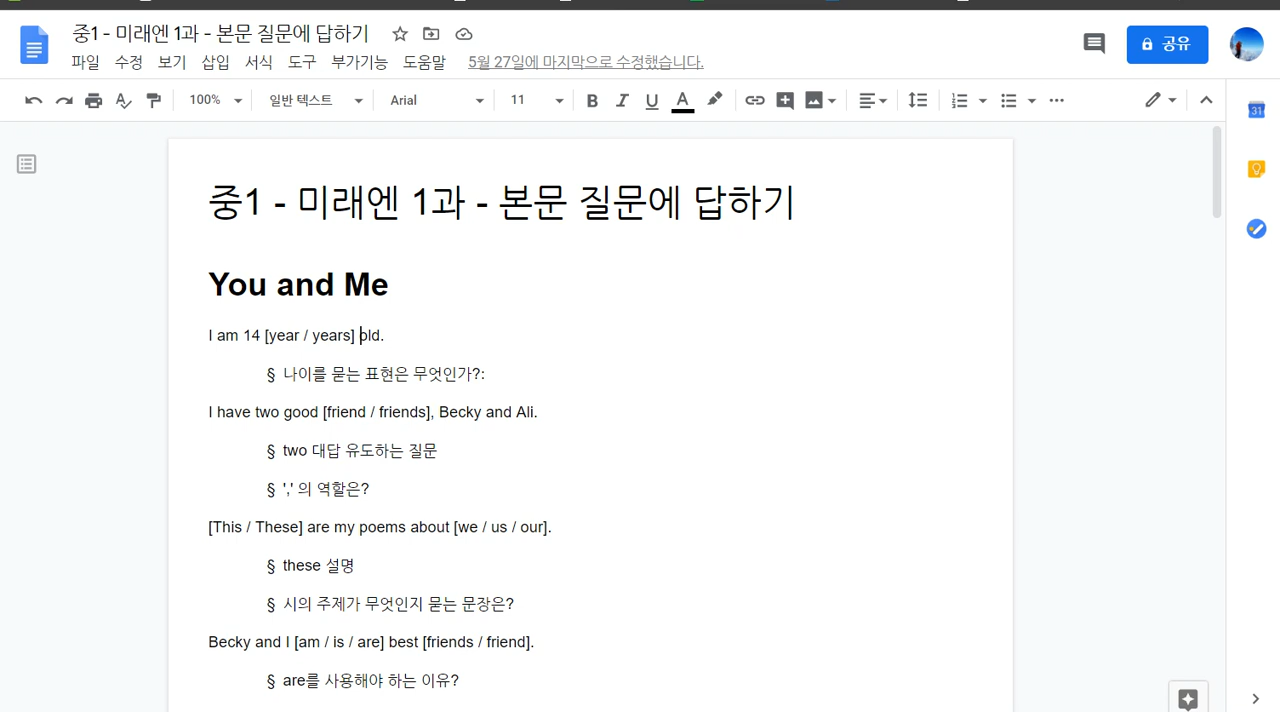 중1 - 미래엔 1과 - 본문 질문에 답하기
파일 수정 보기 삽입 서식 도구 부가기능 도움말 5월 27일에 마지막으로 수정했습니다.
공유
100% 일반 텍스트 Arial 11 B I U A
31
중1 - 미래엔 1과 - 본문 질문에 답하기
You and Me
I am 14 [year / years] old.
§ 나이를 묻는 표현은 무엇인가?:
I have two good [friend / friends], Becky and Ali.
§ two 대답 유도하는 질문
§ ',' 의 역할은?
[This / These] are my poems about [we / us / our].
§ these 설명
§ 시의 주제가 무엇인지 묻는 문장은?
Becky and I [am / is / are] best [friends / friend].
§ are를 사용해야 하는 이유?